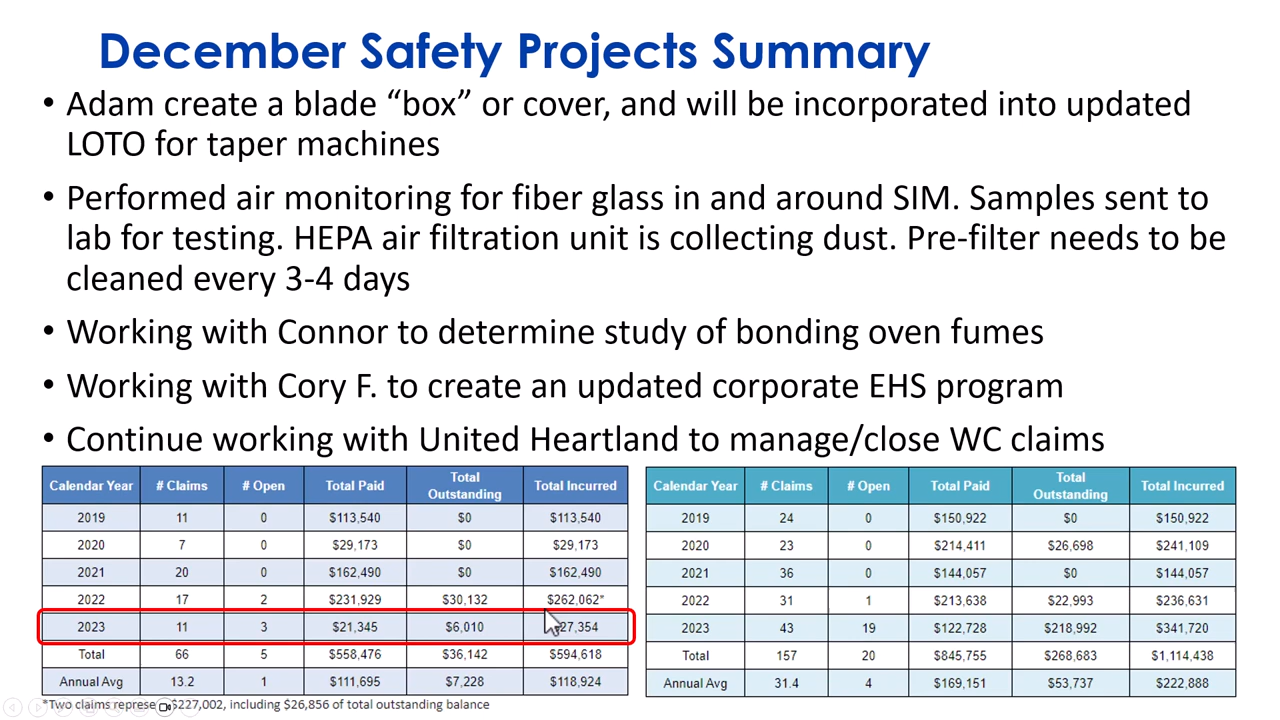 December Safety Projects Summary
• Adam create a blade “box” or cover, and will be incorporated into updated
LOTO for taper machines
• Performed air monitoring for fiber glass in and around SIM. Samples sent to
lab for testing. HEPA air filtration unit is collecting dust. Pre-filter needs to be
cleaned every 3-4 days
• Working with Connor to determine study of bonding oven fumes
• Working with Cory F. to create an updated corporate EHS program
• Continue working with United Heartland to manage/close WC claims
Calendar Year # Claims # Open Total Paid Total Outstanding Total Incurred
2019 11 0 $113,540 $0 $113,540
2020 7 0 $29,173 $0 $29,173
2021 20 0 $162,490 $0 $162,490
2022 17 2 $231,929 $30,132 $262,062*
2023 11 3 $21,345 $6,010 27,354
Total 66 5 $558,476 $36,142 $594,618
Annual Avg 13.2 1 $111,695 $7,228 $118,924
*Two claims represe $227,002, including $26,856 of total outstanding balance
Calendar Year # Claims # Open Total Paid Total Outstanding Total Incurred
2019 24 0 $150,922 $0 $150,922
2020 23 0 $214,411 $26,698 $241,109
2021 36 0 $144,057 $0 $144,057
2022 31 1 $213,638 $22,993 $236,631
2023 43 19 $122,728 $218,992 $341,720
Total 157 20 $845,755 $268,683 $1,114,438
Annual Avg 31.4 4 $169,151 $53,737 $222,888